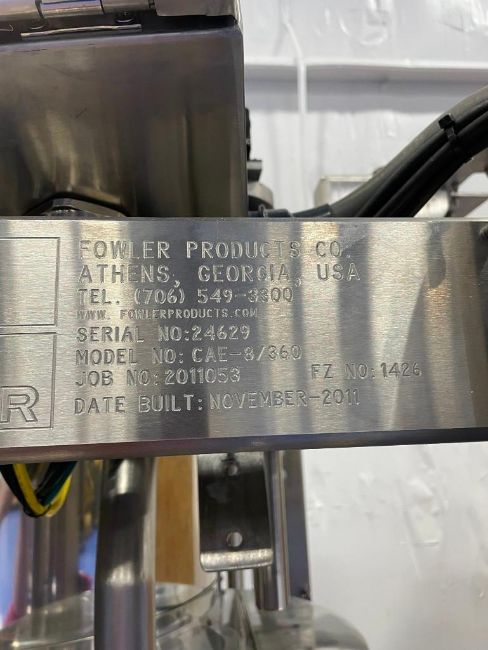 FOWLER PRODUCTS CO.
ATHENS, GEORGIA, USA
TEL. (706) 549-3300
WWW. FOWLERPRODUCTS.COM
SERIAL NO:24629
MODEL NO: CAE-8/360
JOB NO:2011053 FZ NO:1426
DATE BUILT:NOVEMBER-2011
R